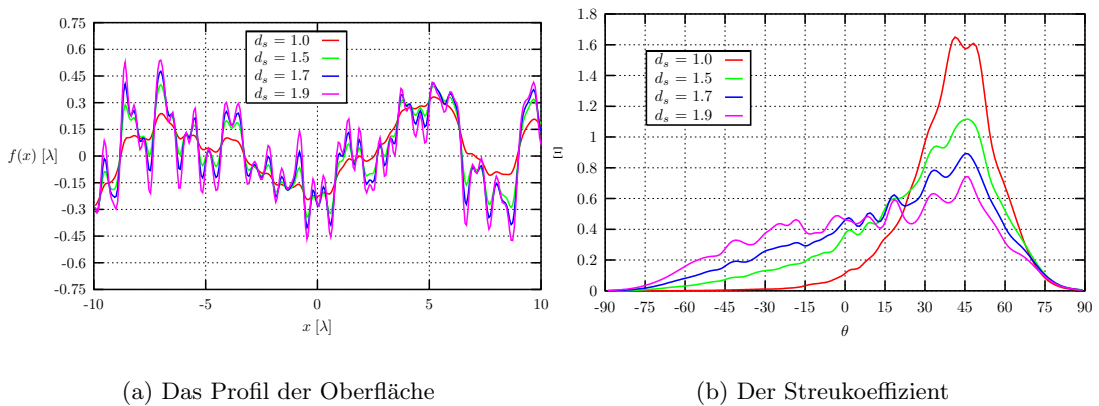 0.75
0.6
0.45
0.3
0.15
0
-0.15
-0.3
-0.45
-0.6
0.75
f(x) [λ]
-10
-5
0
5
10
x [λ]
d_s = 1.0
d_s = 1.5
d_s = 1.7
d_s = 1.9
(a) Das Profil der Oberfläche
1.8
1.6
1.4
1.2
1
0.8
0.6
0.4
0.2
0
Ξ
-90
-75
-60
-45
-30
-15
0
15
30
45
60
75
90
θ
d_s = 1.0
d_s = 1.5
d_s = 1.7
d_s = 1.9
(b) Der Streukoeffizient